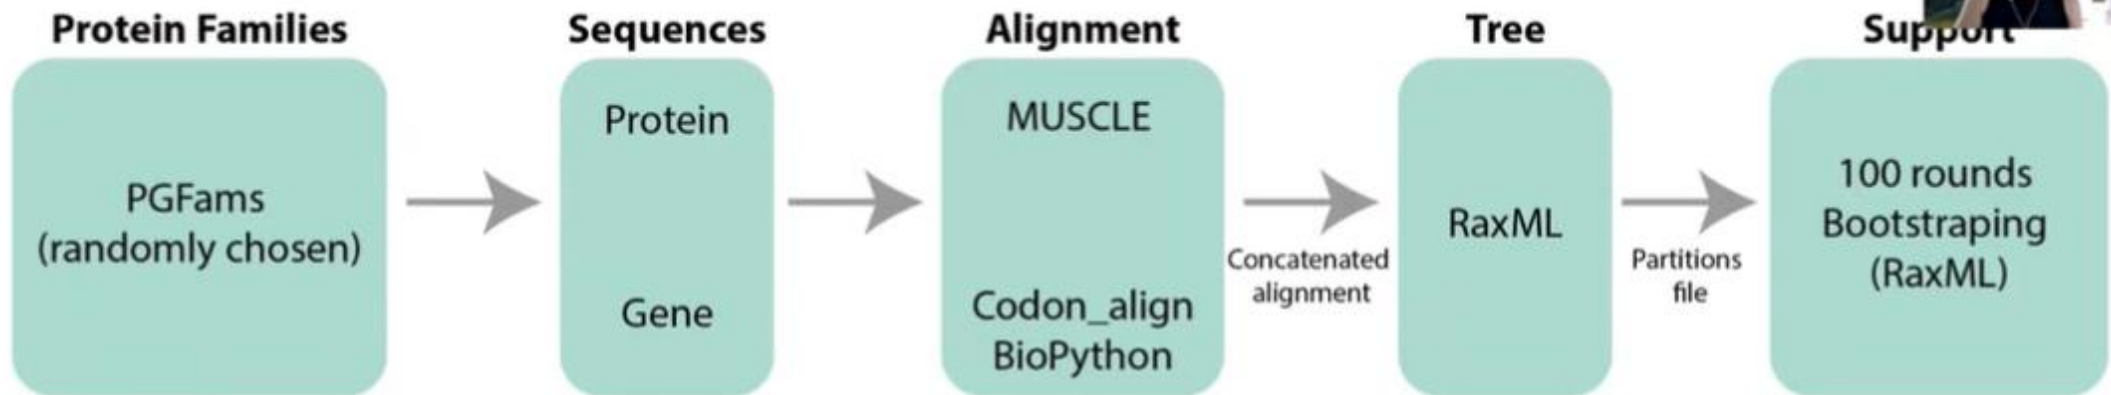 Protein Families
Sequences
Alignment
Tree
Support
PGFams
(randomly chosen)
Protein
Gene
MUSCLE
Codon_align
BioPython
Concatenated
alignment
RaxML
Partitions
file
100 rounds
Bootstraping
(RaxML)